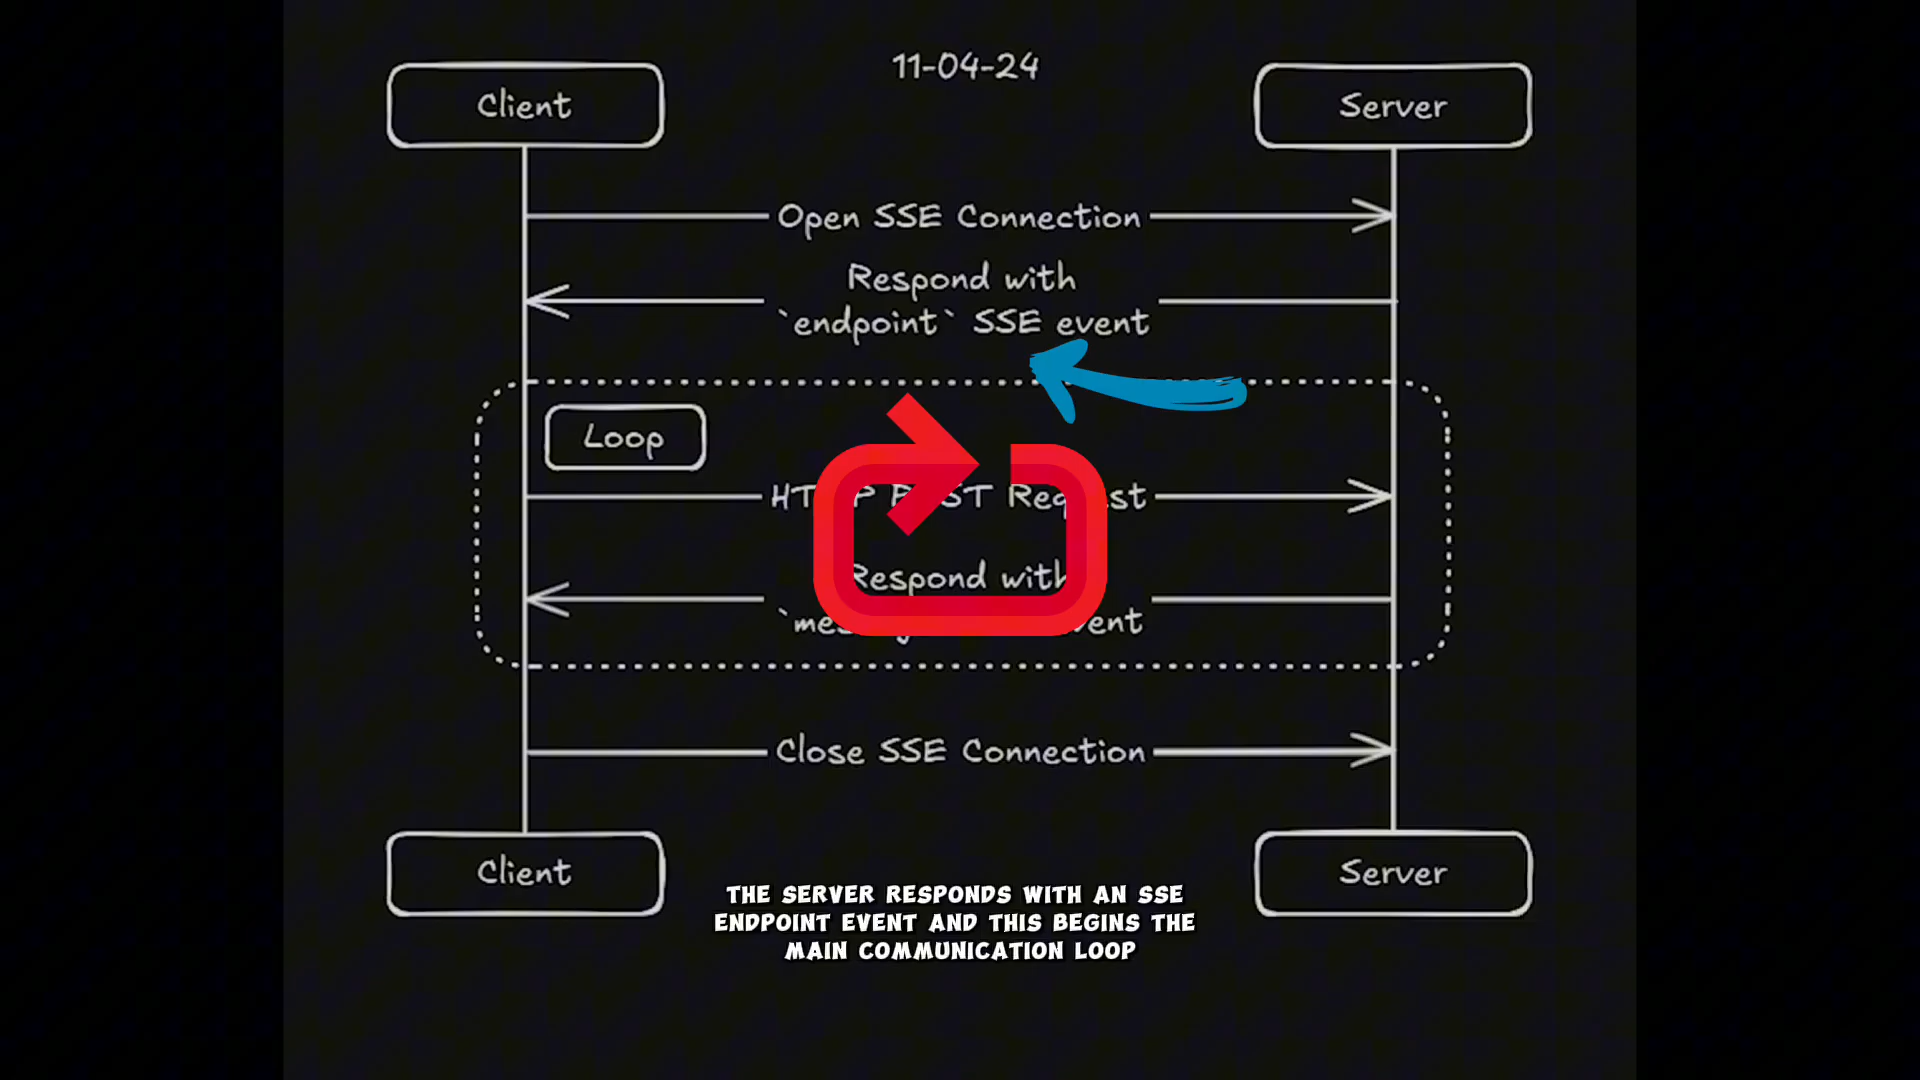 11-04-24
Client
Server
Open SSE Connection
Respond with
`endpoint` SSE event
Loop
Request
Respond with
Close SSE Connection
Client
Server
THE SERVER RESPONDS WITH AN SSE
ENDPOINT EVENT AND THIS BEGINS THE
MAIN COMMUNICATION LOOP